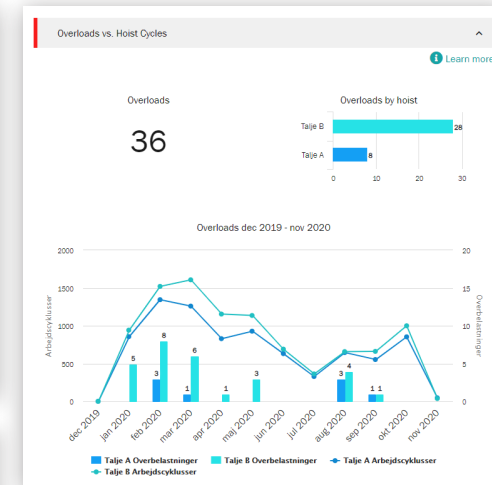 Overloads vs. Hoist Cycles
Learn more
Overloads
36
Overloads by hoist
Talje B
28
Talje A
8
0 10 20 30
Overloads dec 2019 - nov 2020
Arbejdscyklusser
Overbelastninger
2000
1500
1000
500
0
20
15
10
5
0
5
3
8
1
6
1
3
3
4
1
1
dec 2019
jan 2020
feb 2020
mar 2020
apr 2020
maj 2020
jun 2020
jul 2020
aug 2020
sep 2020
okt 2020
nov 2020
Talje A Overbelastninger Talje B Overbelastninger Talje A Arbejdscyklusser
Talje B Arbejdscyklusser